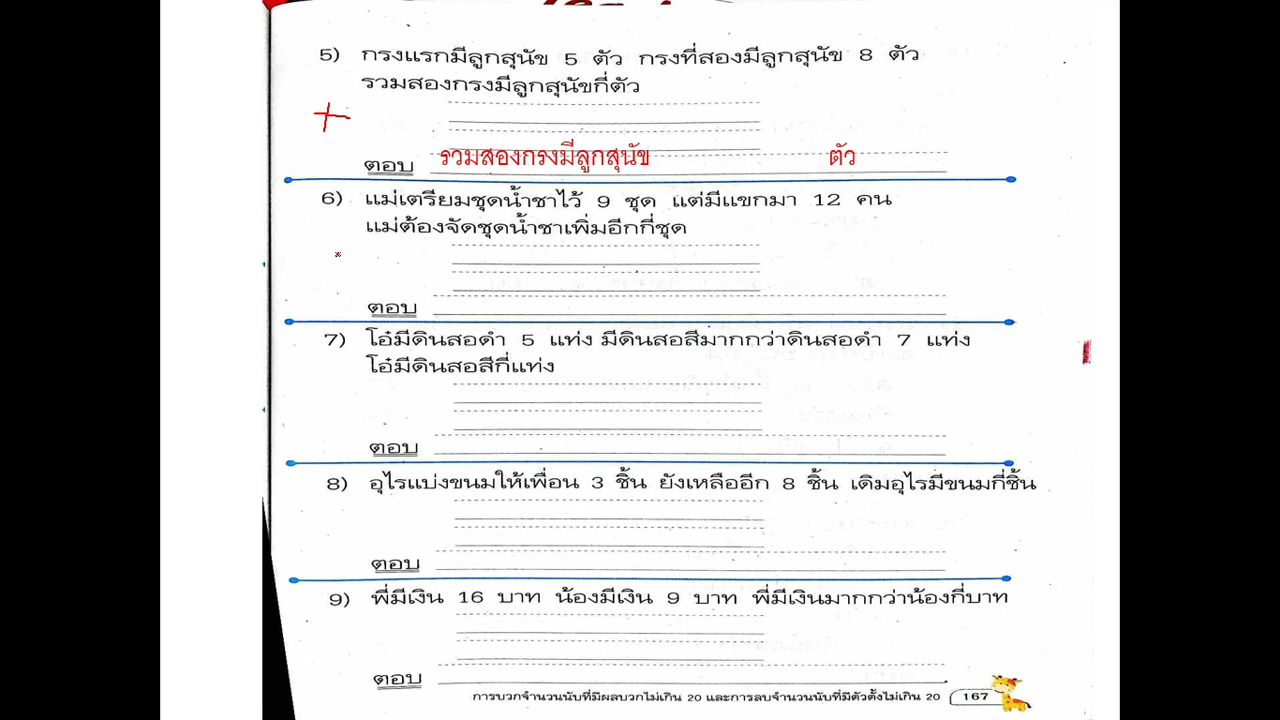 5) กรงแรกมีลูกสุนัข 5 ตัว กรงที่สองมีลูกสุนัข 8 ตัว
รวมสองกรงมีลูกสุนัขกี่ตัว
+
ตอบ รวมสองกรงมีลูกสุนัข ตัว
6) แม่เตรียมชุดน้ำชาไว้ 9 ชุด แต่มีแขกมา 12 คน
แม่ต้องจัดชุดน้ำชาเพิ่มอีกกี่ชุด
ตอบ
7) โอ๋มีดินสอดำ 5 แท่ง มีดินสอสีมากกว่าดินสอดำ 7 แท่ง
โอ๋มีดินสอสีกี่แท่ง
ตอบ
8) อุไรแบ่งขนมให้เพื่อน 3 ชิ้น ยังเหลืออีก 8 ชิ้น เดิมอุไรมีขนมกี่ชิ้น
ตอบ
9) พี่มีเงิน 16 บาท น้องมีเงิน 9 บาท พี่มีเงินมากกว่าน้องกี่บาท
ตอบ
การบวกจำนวนนับที่มีผลบวกไม่เกิน 20 และการลบจำนวนนับที่มีตัวตั้งไม่เกิน 20 167